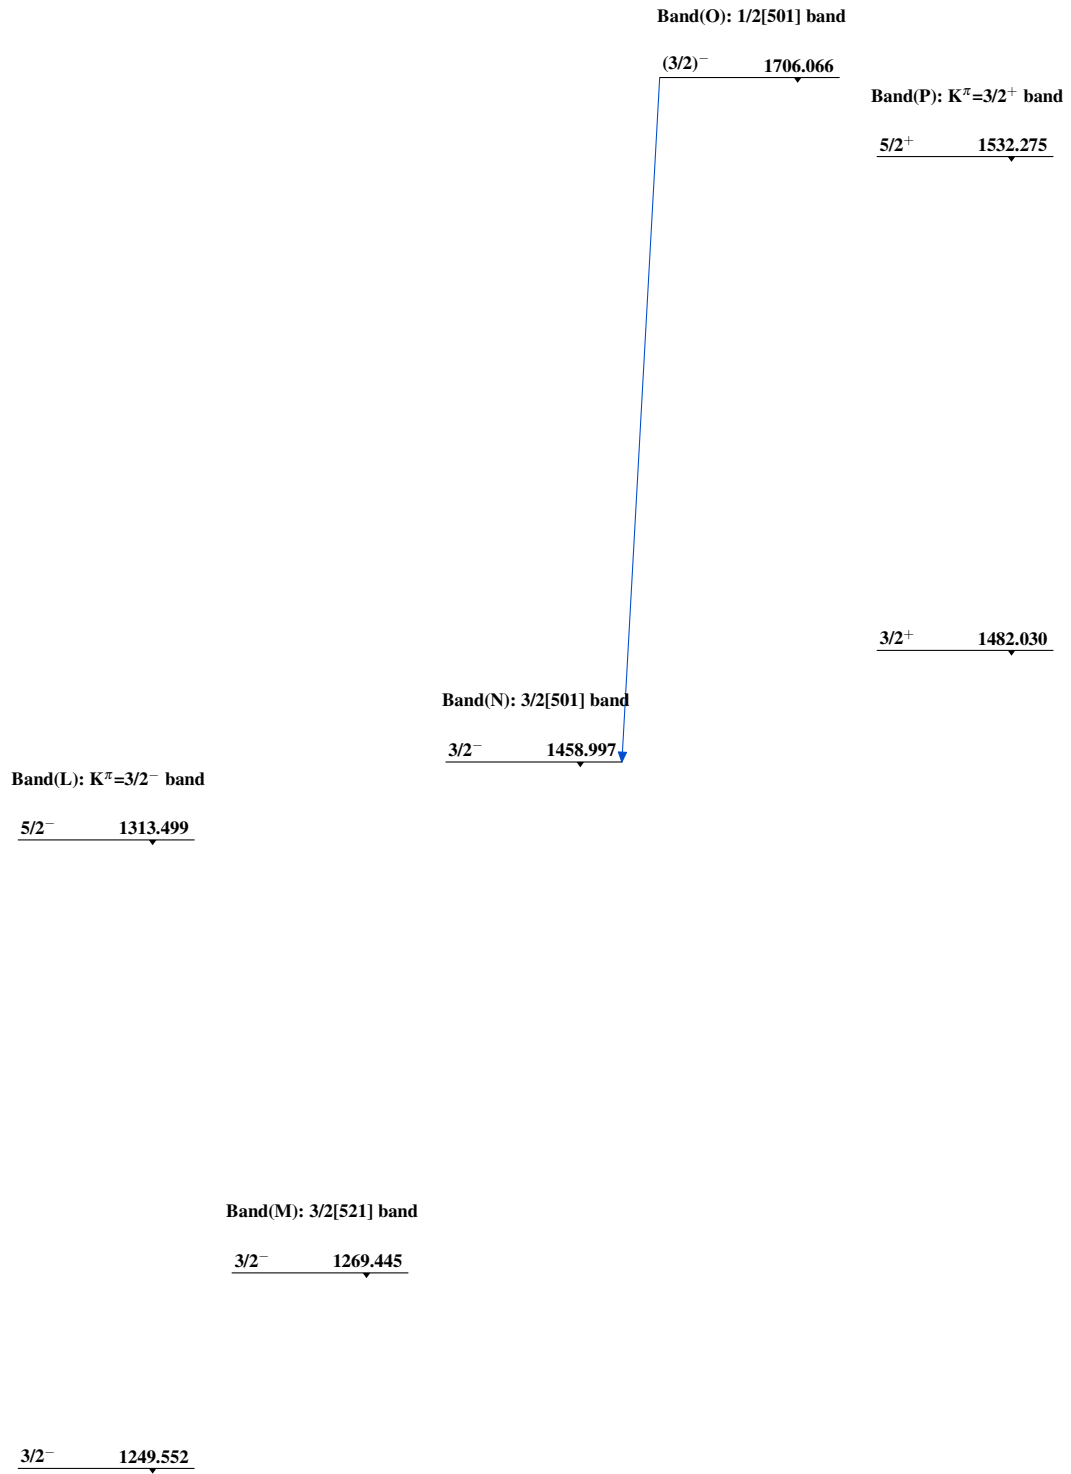 Band(O): 1/2[501] band
(3/2)⁻ 1706.066
Band(P): K^π=3/2⁺ band
5/2⁺ 1532.275
3/2⁺ 1482.030
Band(N): 3/2[501] band
3/2⁻ 1458.997
Band(L): K^π=3/2⁻ band
5/2⁻ 1313.499
Band(M): 3/2[521] band
3/2⁻ 1269.445
3/2⁻ 1249.552